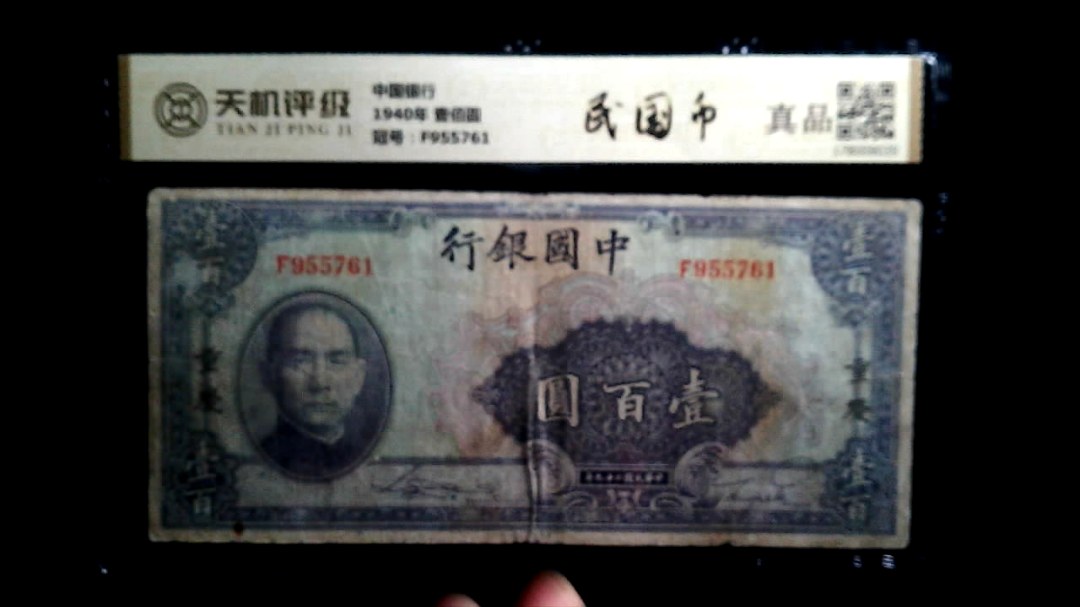 天机评级
TIAN JI PING JI
中国银行
1940年 壹佰圆
冠号：F955761
民国币
真品
行銀國中
F955761
F955761
壹百
壹百
重慶
重慶
圓百壹
壹百
壹百